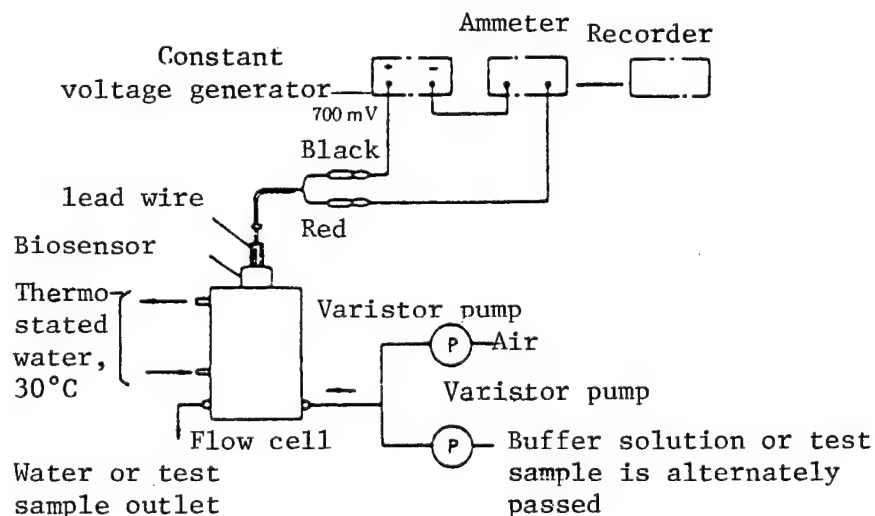 Ammeter
Recorder
Constant
voltage generator
+ −
700 mV
Black
lead wire
Red
Biosensor
Thermo-
stated
water,
30°C
Varistor pump
P
Air
Varistor pump
Flow cell
P
Buffer solution or test
sample is alternately
passed
Water or test
sample outlet